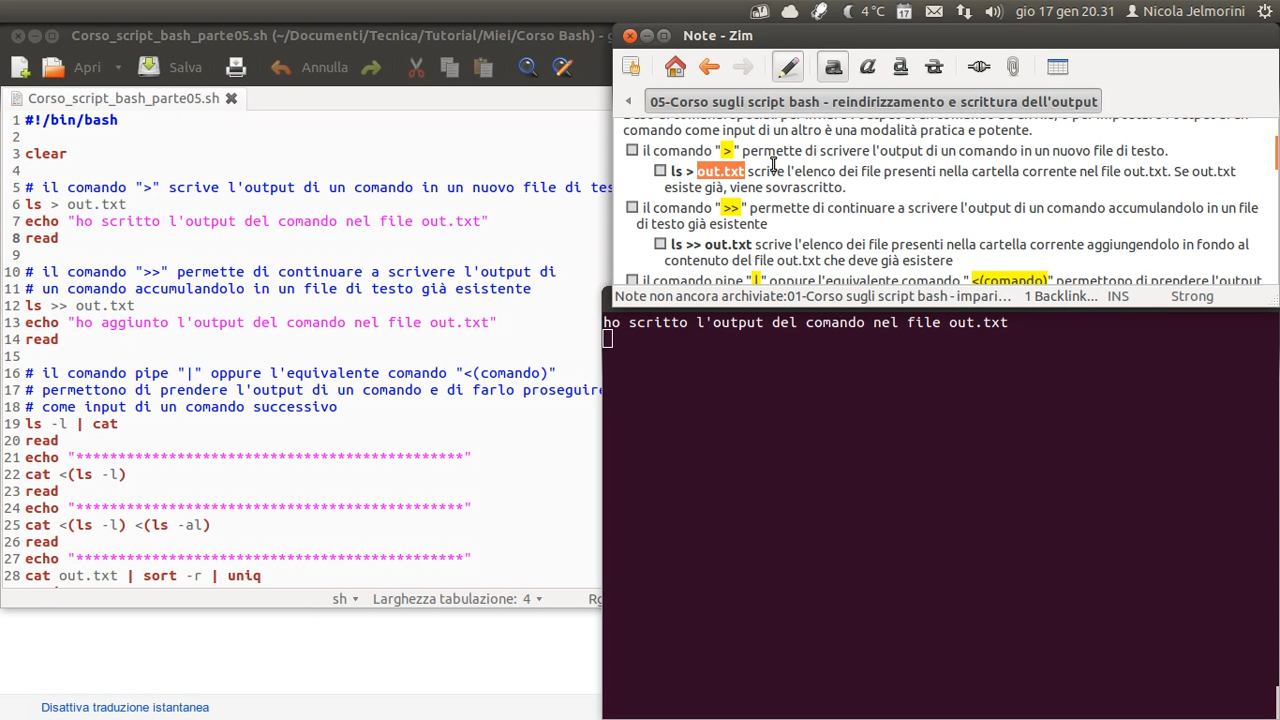 4 °C
17
gio 17 gen 20.31
Nicola Jelmorini
Corso_script_bash_parte05.sh (~/Documenti/Tecnica/Tutorial/Miei/Corso Bash) - g
Apri
Salva
Annulla
Corso_script_bash_parte05.sh
1 #!/bin/bash
2
3 clear
4
5 # il comando ">" scrive l'output di un comando in un nuovo file di tes
6 ls > out.txt
7 echo "ho scritto l'output del comando nel file out.txt"
8 read
9
10 # il comando ">>" permette di continuare a scrivere l'output di
11 # un comando accumulandolo in un file di testo già esistente
12 ls >> out.txt
13 echo "ho aggiunto l'output del comando nel file out.txt"
14 read
15
16 # il comando pipe "|" oppure l'equivalente comando "<(comando)"
17 # permettono di prendere l'output di un comando e di farlo proseguire
18 # come input di un comando successivo
19 ls -l | cat
20 read
21 echo "**********************************************"
22 cat <(ls -l)
23 read
24 echo "**********************************************"
25 cat <(ls -l) <(ls -al)
26 read
27 echo "**********************************************"
28 cat out.txt | sort -r | uniq
sh
Larghezza tabulazione: 4
Disattiva traduzione istantanea
Note - Zim
05-Corso sugli script bash - reindirizzamento e scrittura dell'output
comando come input di un altro è una modalità pratica e potente.
il comando ">" permette di scrivere l'output di un comando in un nuovo file di testo.
ls > out.txt scrive l'elenco dei file presenti nella cartella corrente nel file out.txt. Se out.txt
esiste già, viene sovrascritto.
il comando ">>" permette di continuare a scrivere l'output di un comando accumulandolo in un file
di testo già esistente
ls >> out.txt scrive l'elenco dei file presenti nella cartella corrente aggiungendolo in fondo al
contenuto del file out.txt che deve già esistere
il comando pipe "|" oppure l'equivalente comando "<(comando)" permettono di prendere l'output
Note non ancora archiviate:01-Corso sugli script bash - impari...
1 Backlink...
INS
Strong
ho scritto l'output del comando nel file out.txt